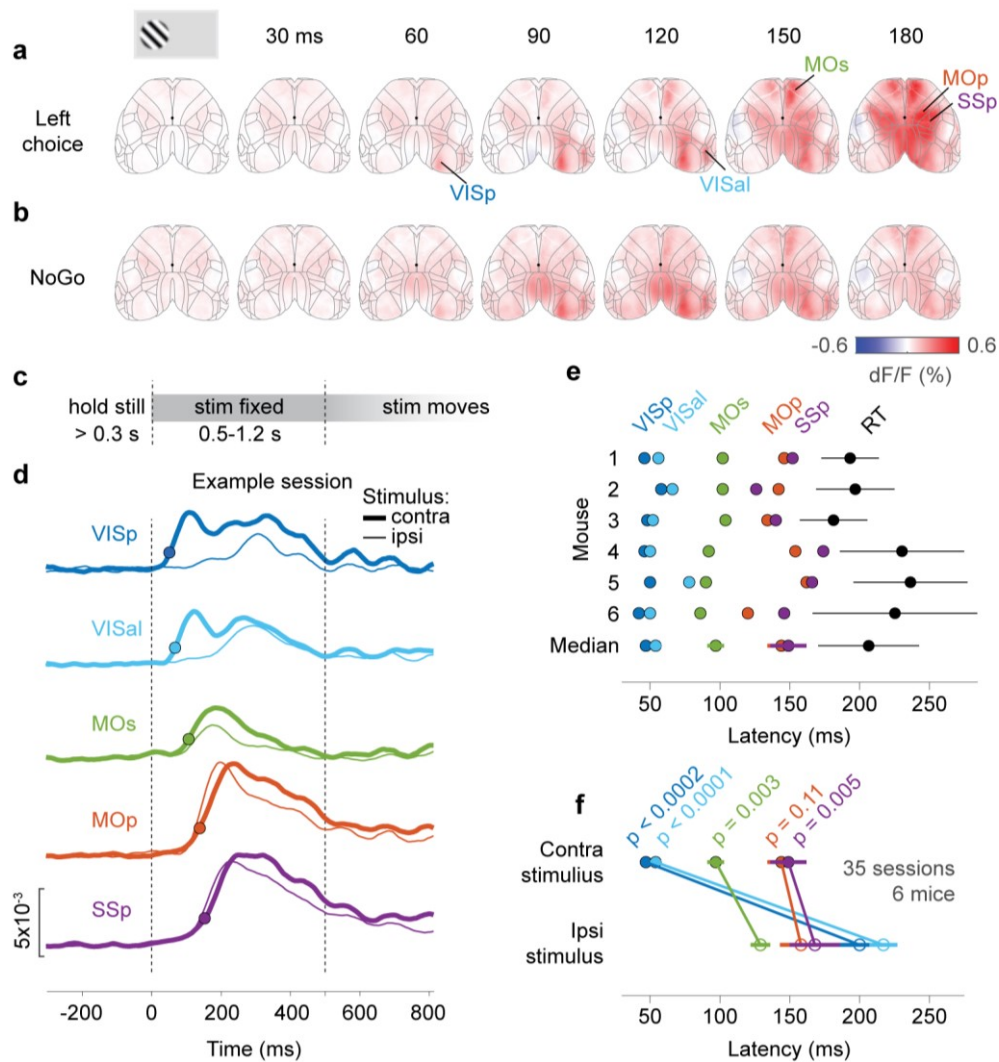 30 ms 60 90 120 150 180
a
MOs
MOp
SSp
Left
choice
VISp
VISal
b
NoGo
-0.6 0.6
dF/F (%)
c
hold still stim fixed stim moves
> 0.3 s 0.5-1.2 s
d
Example session
Stimulus:
contra
ipsi
VISp
VISal
MOs
MOp
SSp
5x10-3
-200 0 200 400 600 800
Time (ms)
e
VISp VISal MOs MOp SSp RT
Mouse
1
2
3
4
5
6
Median
50 100 150 200 250
Latency (ms)
f
p < 0.0002 p < 0.0001 p = 0.003 p = 0.11 p = 0.005
Contra
stimulius
35 sessions
6 mice
Ipsi
stimulus
50 100 150 200 250
Latency (ms)